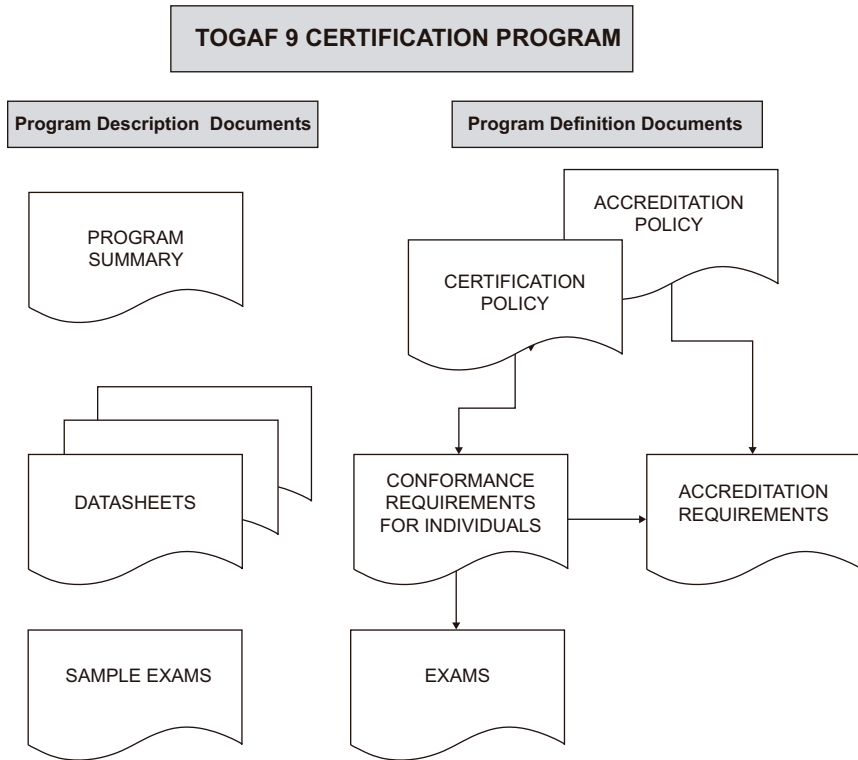 TOGAF 9 CERTIFICATION PROGRAM
Program Description Documents
Program Definition Documents
PROGRAM
SUMMARY
ACCREDITATION
POLICY
CERTIFICATION
POLICY
DATASHEETS
CONFORMANCE
REQUIREMENTS
FOR INDIVIDUALS
ACCREDITATION
REQUIREMENTS
SAMPLE EXAMS
EXAMS